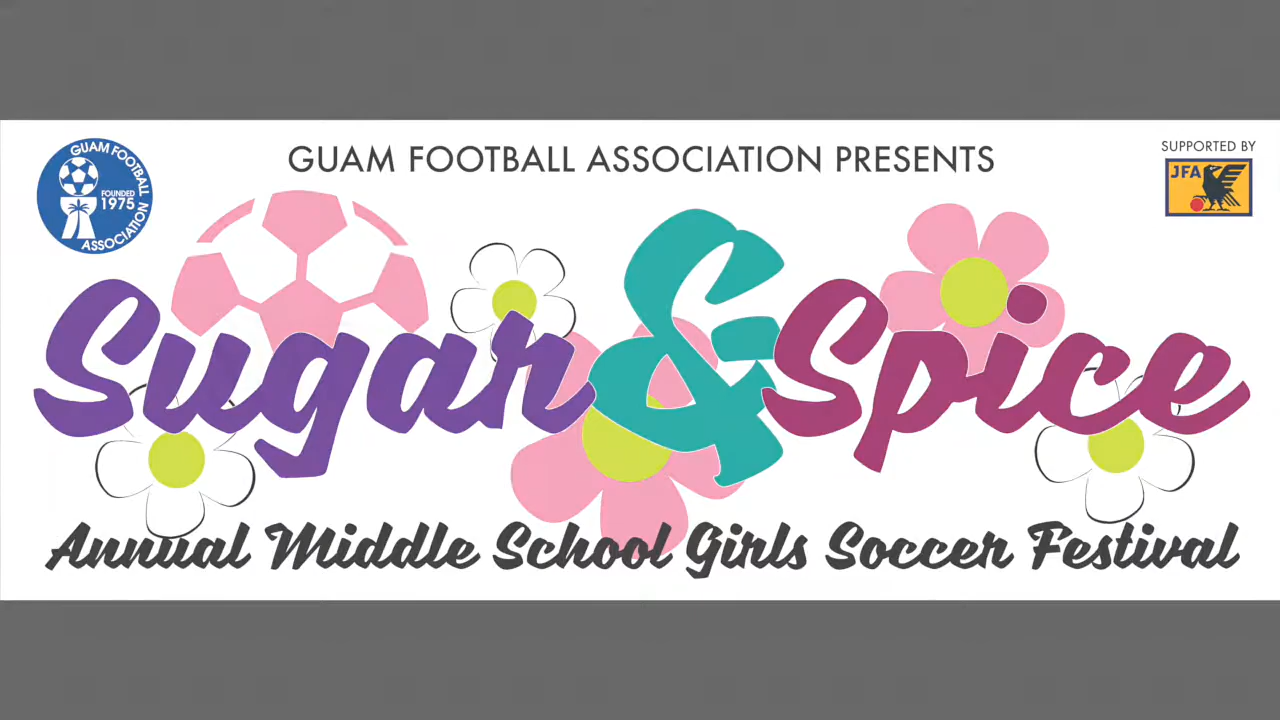 GUAM FOOTBALL ASSOCIATION PRESENTS
SUPPORTED BY
JFA
GUAM FOOTBALL ASSOCIATION
FOUNDED
1975
Sugar & Spice
Annual Middle School Girls Soccer Festival